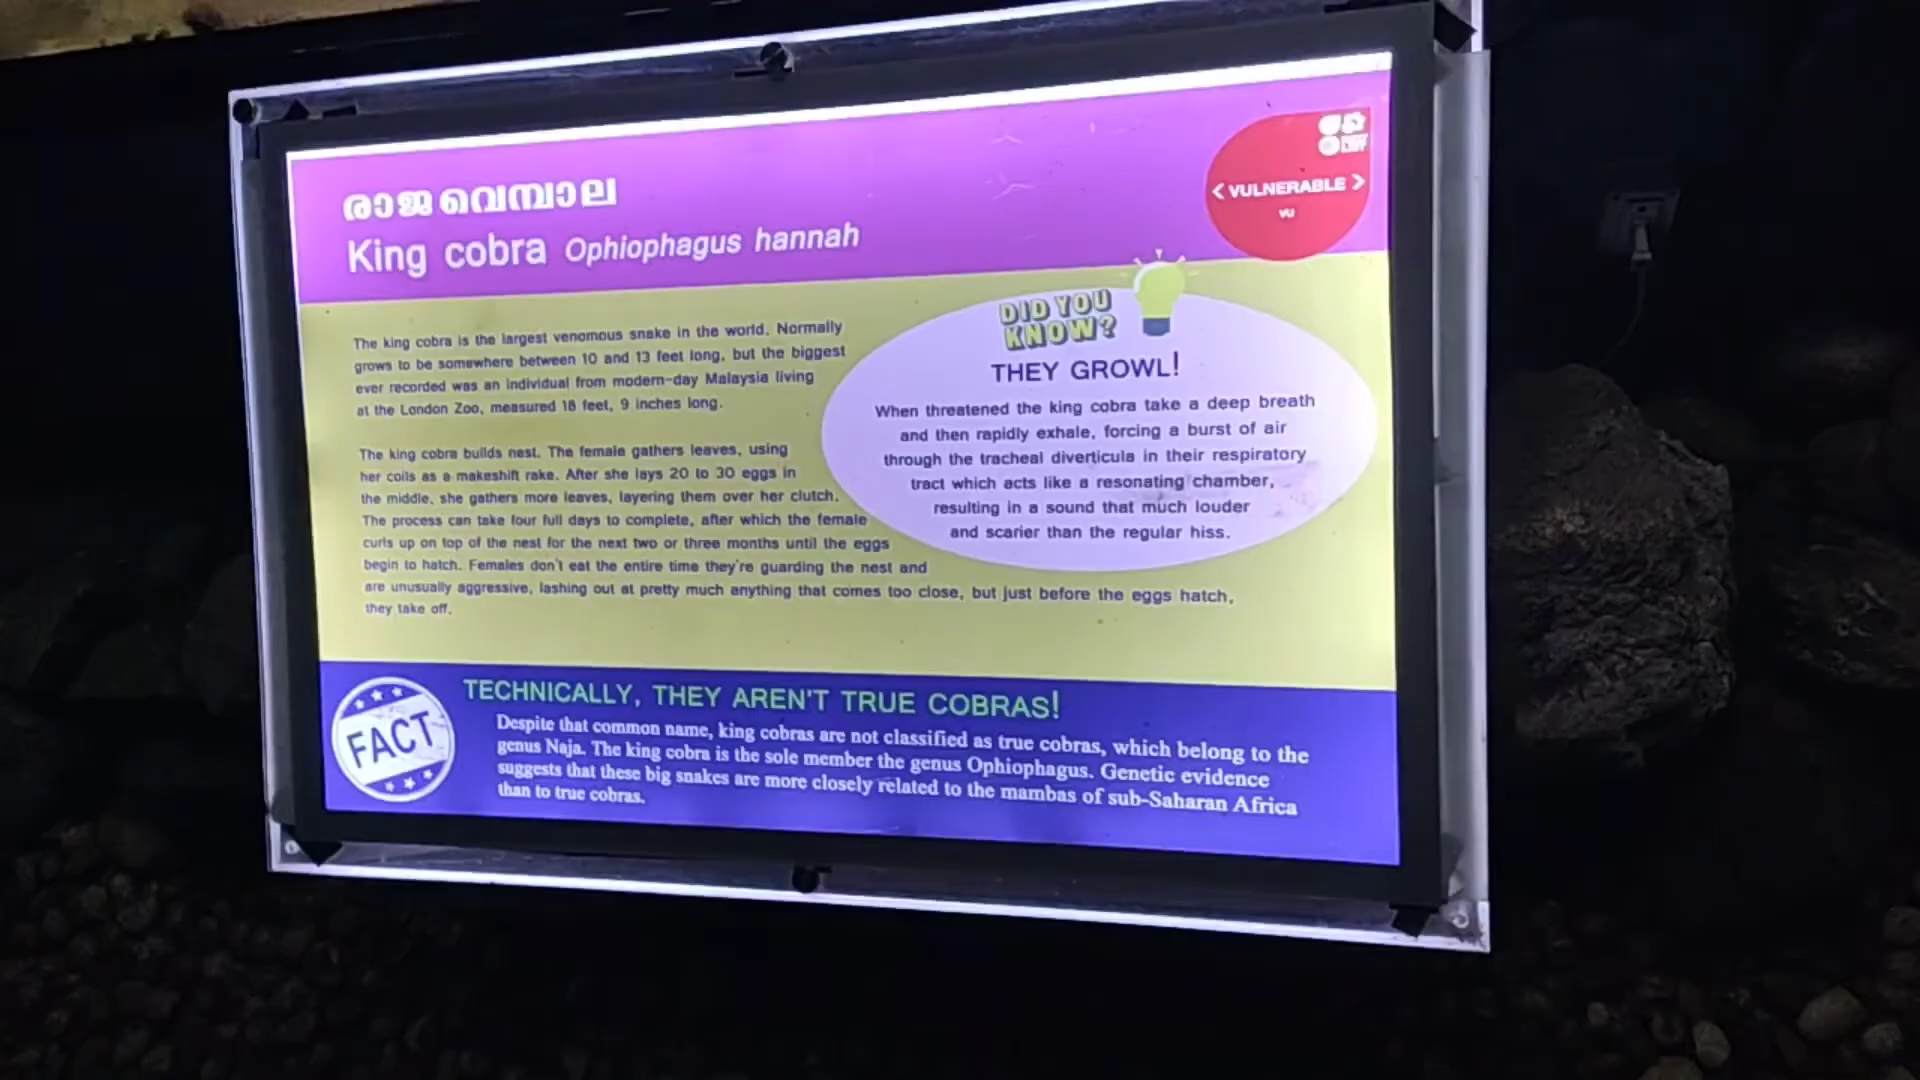 രാജവെമ്പാല
King cobra Ophiophagus hannah
< VULNERABLE >
VU
The king cobra is the largest venomous snake in the world. Normally
grows to be somewhere between 10 and 13 feet long, but the biggest
ever recorded was an individual from modern-day Malaysia living
at the London Zoo, measured 18 feet, 9 inches long.
The king cobra builds nest. The female gathers leaves, using
her coils as a makeshift rake. After she lays 20 to 30 eggs in
the middle, she gathers more leaves, layering them over her clutch.
The process can take four full days to complete, after which the female
curls up on top of the nest for the next two or three months until the eggs
begin to hatch. Females don't eat the entire time they're guarding the nest and
are unusually aggressive, lashing out at pretty much anything that comes too close, but just before the eggs hatch,
they take off.
DID YOU
KNOW?
THEY GROWL!
When threatened the king cobra take a deep breath
and then rapidly exhale, forcing a burst of air
through the tracheal diverticula in their respiratory
tract which acts like a resonating chamber,
resulting in a sound that much louder
and scarier than the regular hiss.
FACT
TECHNICALLY, THEY AREN'T TRUE COBRAS!
Despite that common name, king cobras are not classified as true cobras, which belong to the
genus Naja. The king cobra is the sole member the genus Ophiophagus. Genetic evidence
suggests that these big snakes are more closely related to the mambas of sub-Saharan Africa
than to true cobras.